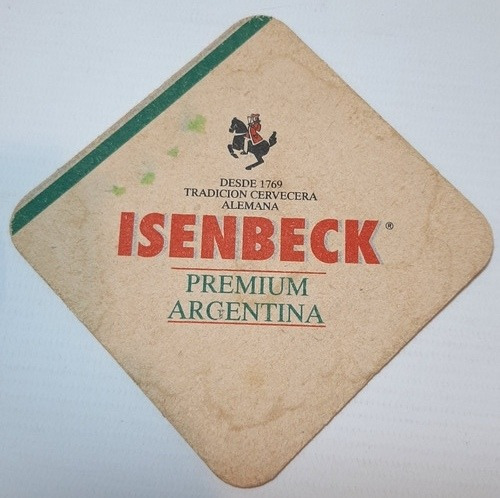 DESDE 1769
TRADICION CERVECERA
ALEMANA
ISENBECK®
PREMIUM
ARGENTINA